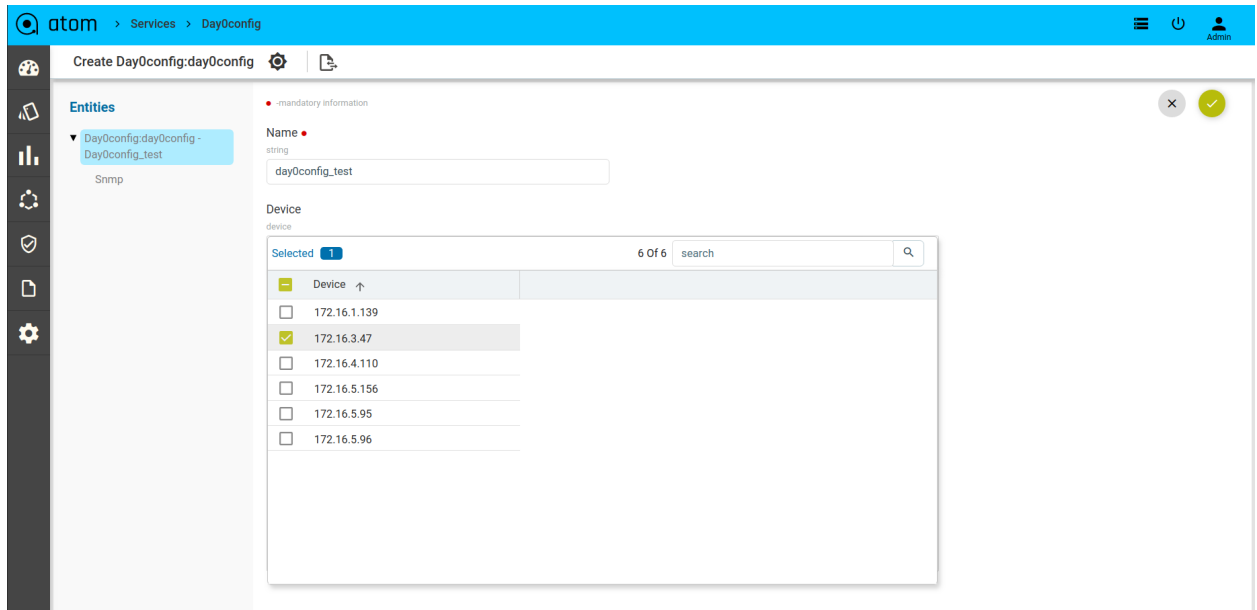 atom > Services > Day0config
Admin
Create Day0config:day0config
Entities
Day0config:day0config -
Day0config_test
Snmp
-mandatory information
Name
string
day0config_test
Device
device
Selected 1 6 Of 6 search
Device
172.16.1.139
172.16.3.47
172.16.4.110
172.16.5.156
172.16.5.95
172.16.5.96